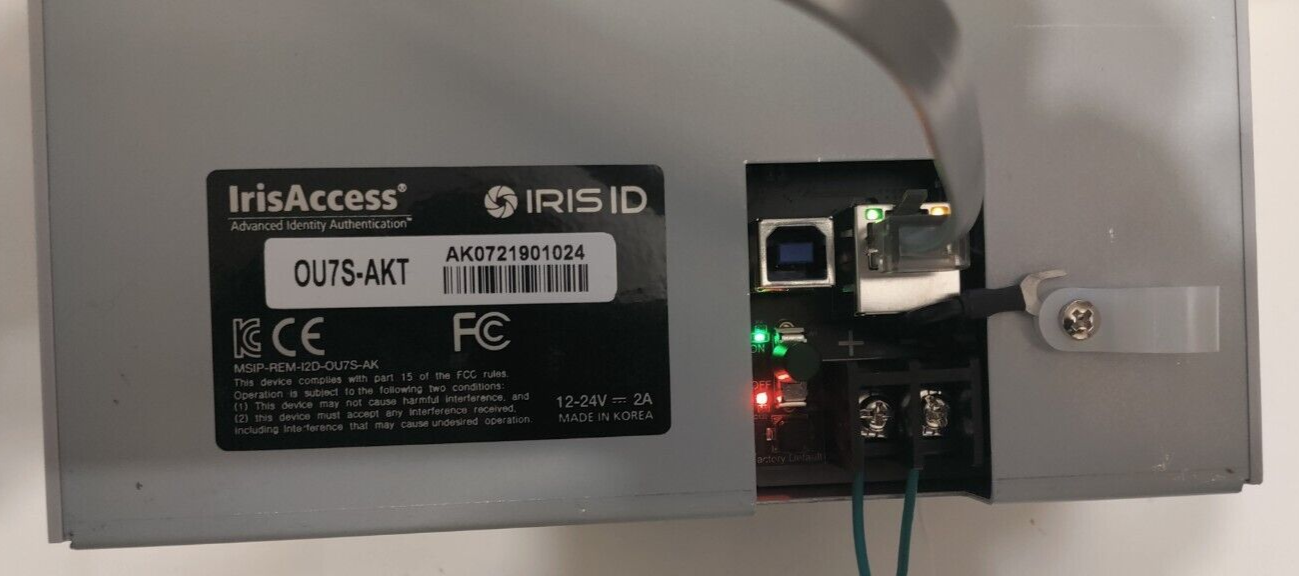 IrisAccess®
Advanced Identity Authentication™
IRIS ID
OU7S-AKT
AK0721901024
CE
FC
MSIP-REM-I2D-OU7S-AK
This device complies with part 15 of the FCC rules.
Operation is subject to the following two conditions:
(1) This device may not cause harmful interference, and
(2) this device must accept any interference received,
including interference that may cause undesired operation.
12-24V ⎓ 2A
MADE IN KOREA
ON
+
OFF